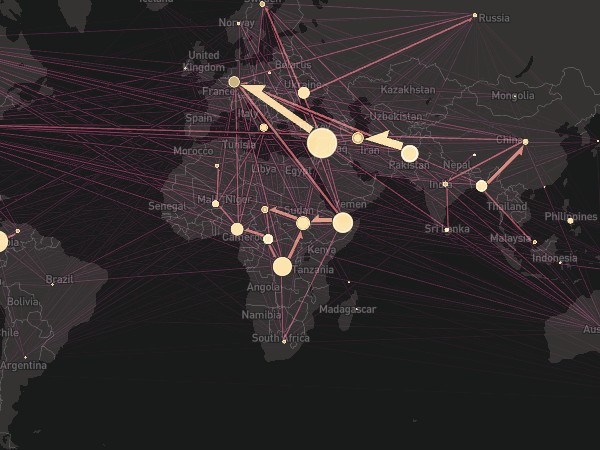 Norway
Russia
United
Kingdom
Belarus
Ukraine
Kazakhstan
Mongolia
France
Spain
Italy
Uzbekistan
Morocco
Tunisia
Iran
China
Libya
Egypt
Pakistan
Nepal
India
Senegal
Mali
Niger
Sudan
Yemen
Thailand
Philippines
Cameroon
Sri Lanka
Malaysia
Kenya
Indonesia
Tanzania
Brazil
Angola
Bolivia
Namibia
Madagascar
South Africa
Argentina